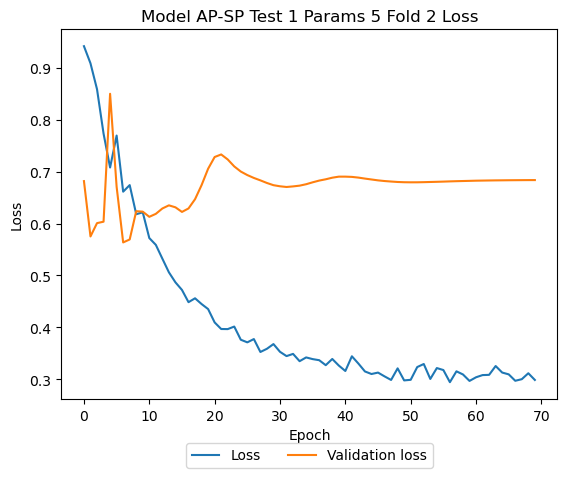 Model AP-SP Test 1 Params 5 Fold 2 Loss
Loss
0.9
0.8
0.7
0.6
0.5
0.4
0.3
0 10 20 30 40 50 60 70
Epoch
Loss Validation loss